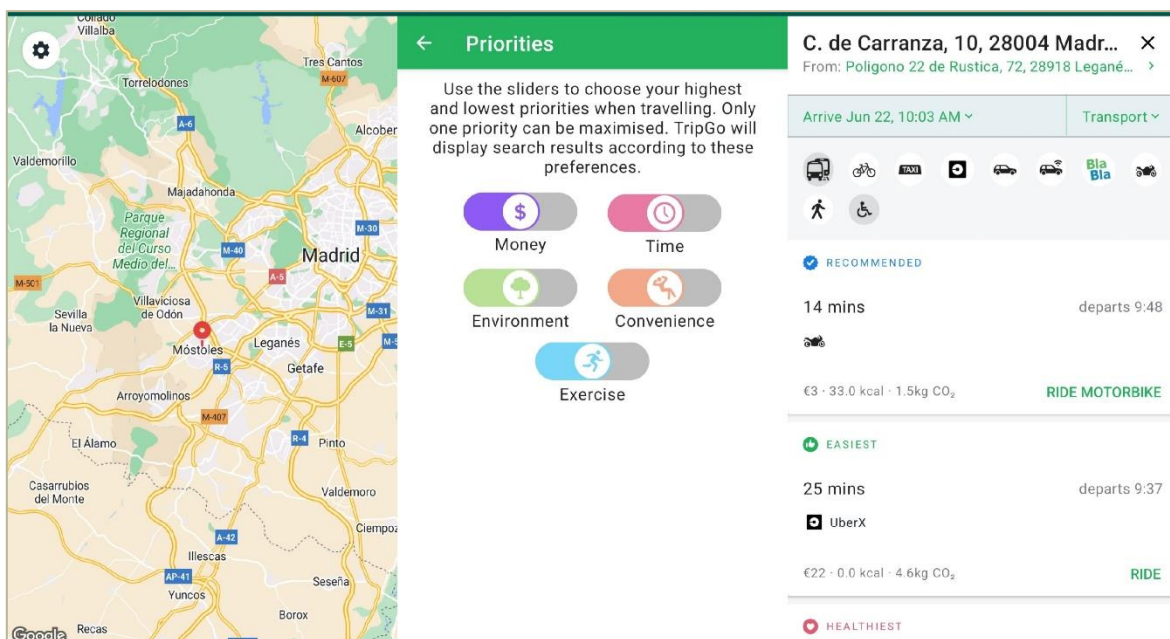 Collado
Villalba
Tres Cantos
M-607
Torrelodones
A-6
Alcober
Valdemorillo
Majadahonda
Parque
Regional
del Curso
Medio del...
M-30
M-40
Madrid
A-5
M-501
Villaviciosa
de Odón
M-31
Sevilla
la Nueva
Móstoles
Leganés
E-5
M-5
R-5
Getafe
Arroyomolinos
M-407
R-4
El Álamo
Pinto
Casarrubios
del Monte
Valdemoro
A-42
Ciempoz
Illescas
AP-41
Seseña
Yuncos
Borox
Google
Recas
Priorities
Use the sliders to choose your highest
and lowest priorities when travelling. Only
one priority can be maximised. TripGo will
display search results according to these
preferences.
$
Money
Time
Environment
Convenience
Exercise
C. de Carranza, 10, 28004 Madr...
From: Poligono 22 de Rustica, 72, 28918 Legané...
Arrive Jun 22, 10:03 AM
Transport
TAXI
Bla
Bla
RECOMMENDED
14 mins
departs 9:48
€3 · 33.0 kcal · 1.5kg CO₂
RIDE MOTORBIKE
EASIEST
25 mins
departs 9:37
UberX
€22 · 0.0 kcal · 4.6kg CO₂
RIDE
HEALTHIEST